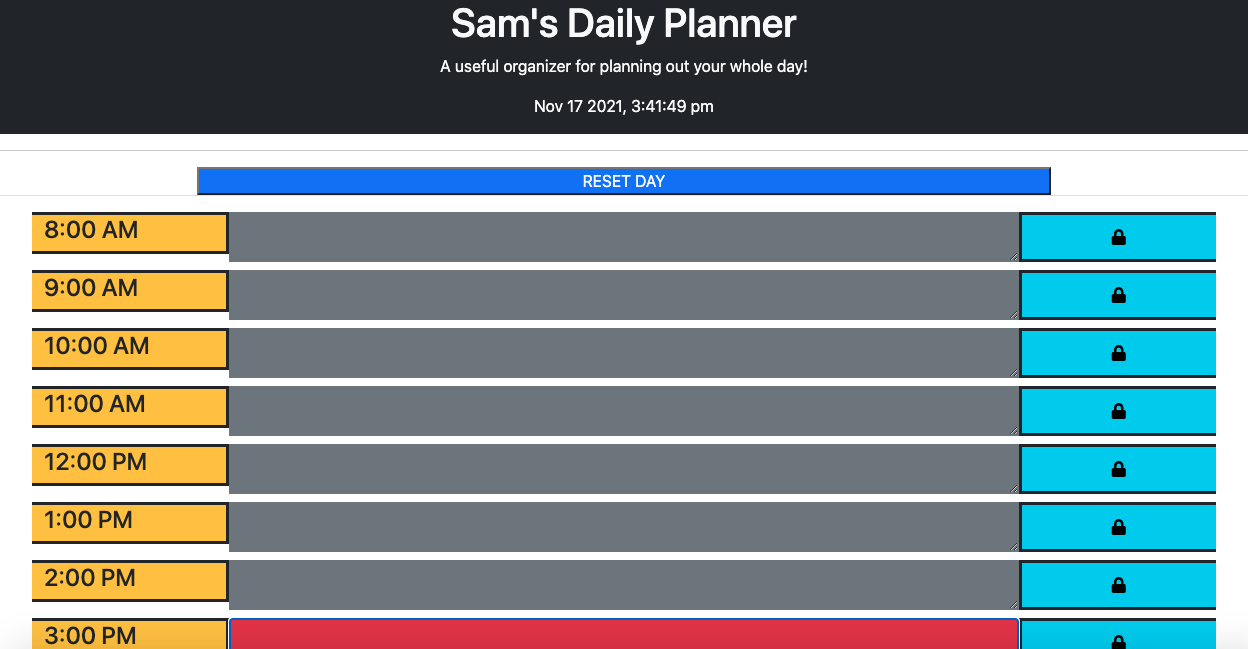 Sam's Daily Planner
A useful organizer for planning out your whole day!
Nov 17 2021, 3:41:49 pm
RESET DAY
8:00 AM
9:00 AM
10:00 AM
11:00 AM
12:00 PM
1:00 PM
2:00 PM
3:00 PM